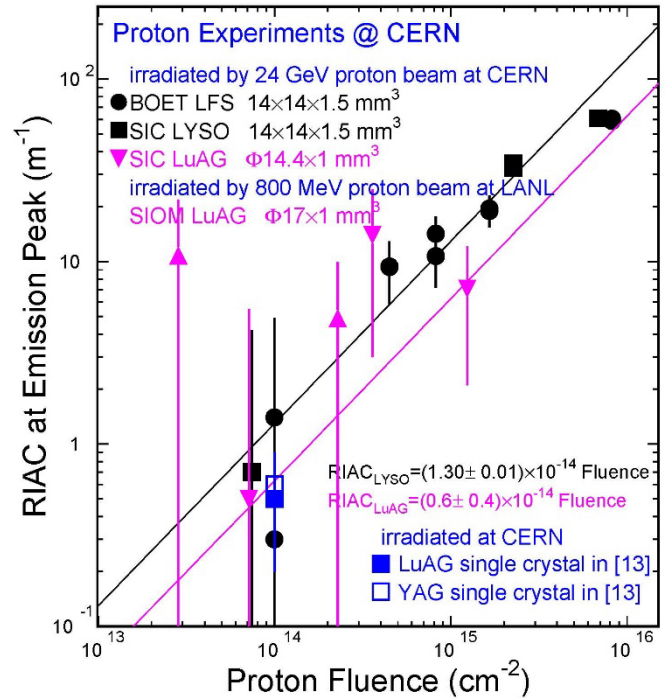 Proton Experiments @ CERN
irradiated by 24 GeV proton beam at CERN
BOET LFS 14×14×1.5 mm³
SIC LYSO 14×14×1.5 mm³
SIC LuAG Φ14.4×1 mm³
irradiated by 800 MeV proton beam at LANL
SIOM LuAG Φ17×1 mm³
RIAC_LYSO=(1.30± 0.01)×10⁻¹⁴ Fluence
RIAC_LuAG=(0.6± 0.4)×10⁻¹⁴ Fluence
irradiated at CERN
LuAG single crystal in [13]
YAG single crystal in [13]
RIAC at Emission Peak (m⁻¹)
10²
10
1
10⁻¹
10¹³
10¹⁴
10¹⁵
10¹⁶
Proton Fluence (cm⁻²)